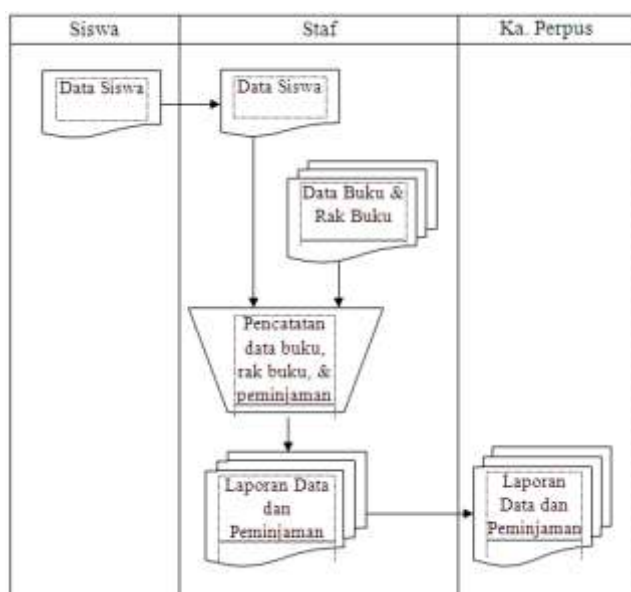 Siswa
Staf
Ka. Perpus
Data Siswa
Data Siswa
Data Buku &
Rak Buku
Pencatatan
data buku,
rak buku, &
peminjaman
Laporan Data
dan
Peminjaman
Laporan
Data dan
Peminjaman